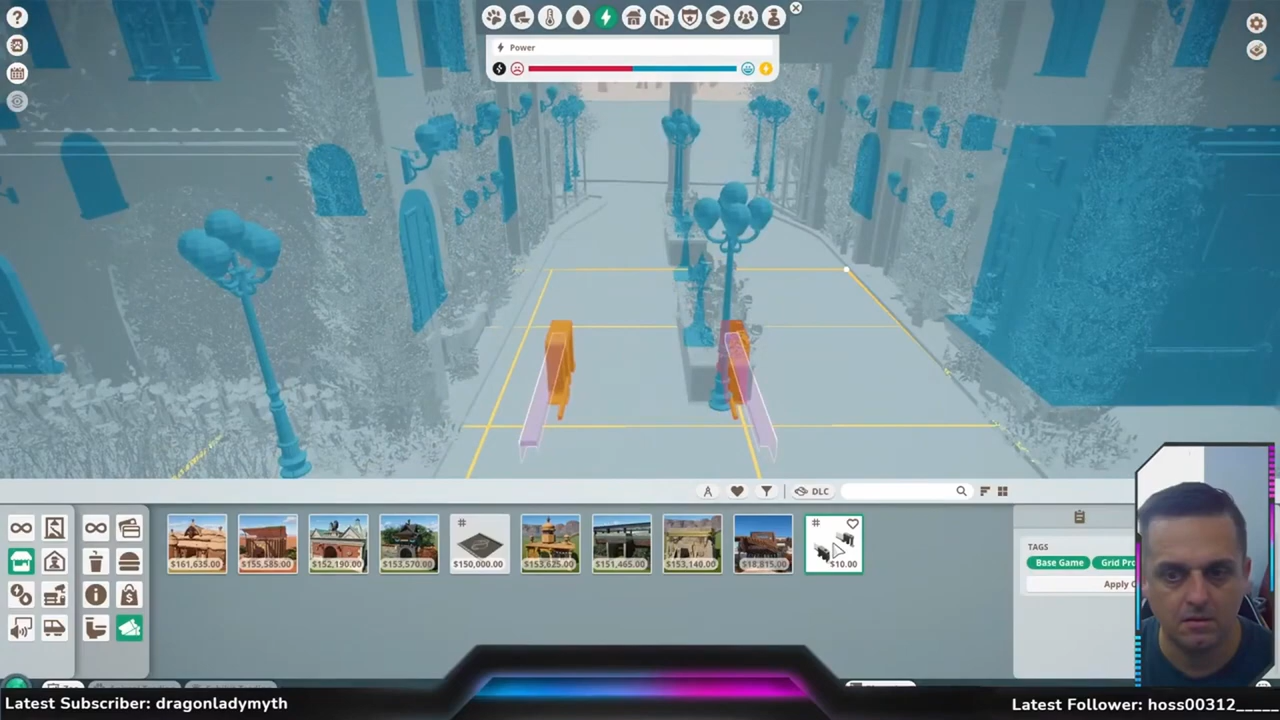 ?
Power
DLC
#
#
$161,635.00
$155,585.00
$152,190.00
$153,570.00
$150,000.00
$153,625.00
$151,465.00
$153,140.00
$18,815.00
$10.00
TAGS
Base Game
Grid Pro
Apply
Latest Subscriber: dragonladymyth
Latest Follower: hoss00312_____